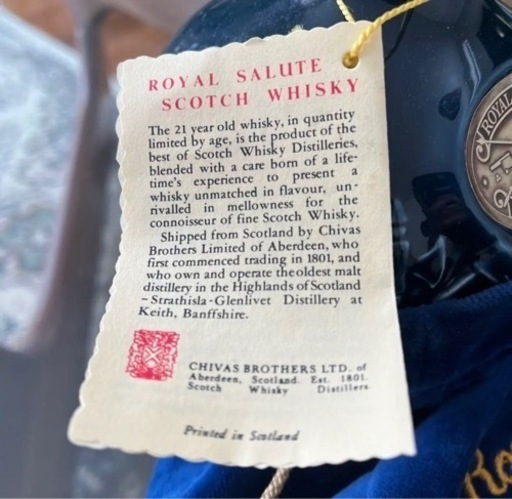 ROYAL SALUTE
SCOTCH WHISKY
The 21 year old whisky, in quantity
limited by age, is the product of the
best of Scotch Whisky Distilleries,
blended with a care born of a life-
time's experience to present a
whisky unmatched in flavour, un-
rivalled in mellowness for the
connoisseur of fine Scotch Whisky.
Shipped from Scotland by Chivas
Brothers Limited of Aberdeen, who
first commenced trading in 1801, and
who own and operate the oldest malt
distillery in the Highlands of Scotland
- Strathisla-Glenlivet Distillery at
Keith, Banffshire.
CHIVAS BROTHERS LTD. of
Aberdeen, Scotland. Est. 1801.
Scotch Whisky Distillers.
Printed in Scotland
ROYAL